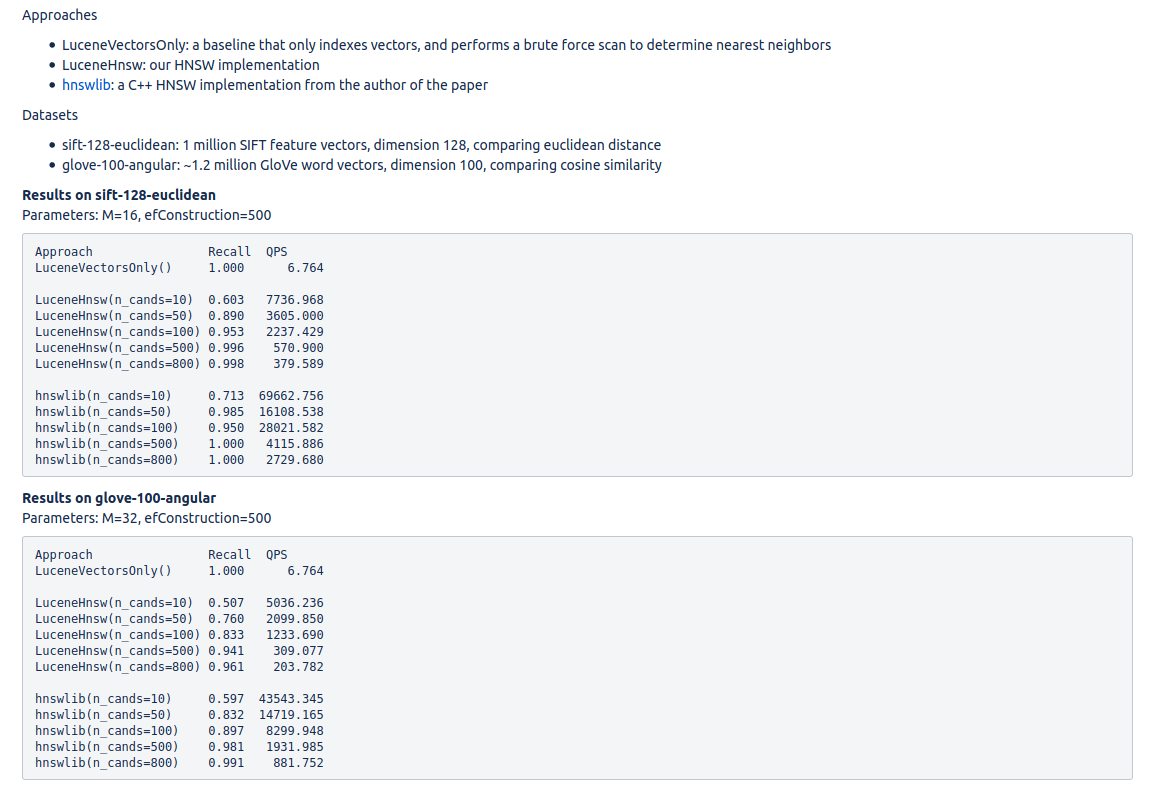 Approaches
• LuceneVectorsOnly: a baseline that only indexes vectors, and performs a brute force scan to determine nearest neighbors
• LuceneHnsw: our HNSW implementation
• hnswlib: a C++ HNSW implementation from the author of the paper
Datasets
• sift-128-euclidean: 1 million SIFT feature vectors, dimension 128, comparing euclidean distance
• glove-100-angular: ~1.2 million GloVe word vectors, dimension 100, comparing cosine similarity
Results on sift-128-euclidean
Parameters: M=16, efConstruction=500
Approach Recall QPS
LuceneVectorsOnly() 1.000 6.764
LuceneHnsw(n_cands=10) 0.603 7736.968
LuceneHnsw(n_cands=50) 0.890 3605.000
LuceneHnsw(n_cands=100) 0.953 2237.429
LuceneHnsw(n_cands=500) 0.996 570.900
LuceneHnsw(n_cands=800) 0.998 379.589
hnswlib(n_cands=10) 0.713 69662.756
hnswlib(n_cands=50) 0.985 16108.538
hnswlib(n_cands=100) 0.950 28021.582
hnswlib(n_cands=500) 1.000 4115.886
hnswlib(n_cands=800) 1.000 2729.680
Results on glove-100-angular
Parameters: M=32, efConstruction=500
Approach Recall QPS
LuceneVectorsOnly() 1.000 6.764
LuceneHnsw(n_cands=10) 0.507 5036.236
LuceneHnsw(n_cands=50) 0.760 2099.850
LuceneHnsw(n_cands=100) 0.833 1233.690
LuceneHnsw(n_cands=500) 0.941 309.077
LuceneHnsw(n_cands=800) 0.961 203.782
hnswlib(n_cands=10) 0.597 43543.345
hnswlib(n_cands=50) 0.832 14719.165
hnswlib(n_cands=100) 0.897 8299.948
hnswlib(n_cands=500) 0.981 1931.985
hnswlib(n_cands=800) 0.991 881.752